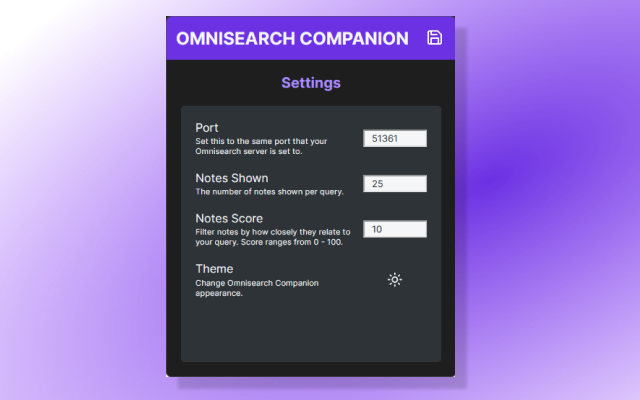 OMNISEARCH COMPANION
Settings
Port
Set this to the same port that your
Omnisearch server is set to.
51361
Notes Shown
The number of notes shown per query.
25
Notes Score
Filter notes by how closely they relate to
your query. Score ranges from 0 - 100.
10
Theme
Change Omnisearch Companion
appearance.